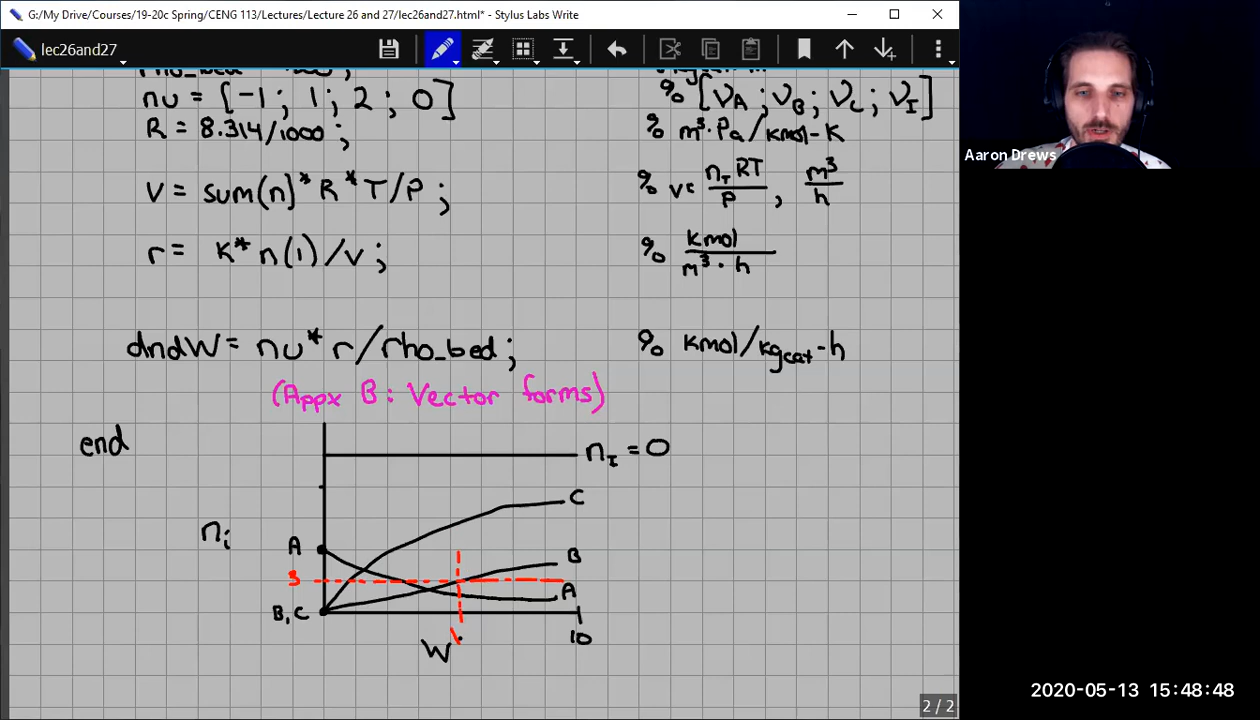 G:/My Drive/Courses/19-20c Spring/CENG 113/Lectures/Lecture 26 and 27/lec26and27.html* - Stylus Labs Write
lec26and27
nu = [-1 ; 1 ; 2 ; 0] % [νA ; νB ; νC ; νI]
R = 8.314/1000 ; % m³·Pa/kmol-K
v = sum(n)*R*T/P ; % v = nT RT/P , m³/h
r = k*n(1)/v ; % kmol/m³·h
dndW = nu*r/rho_bed ; % kmol/kgcat-h
(Appx B : Vector forms)
end
nI = 0
C
ni
A
B
3
A
B, C
10
W
2 / 2
Aaron Drews
2020-05-13 15:48:48